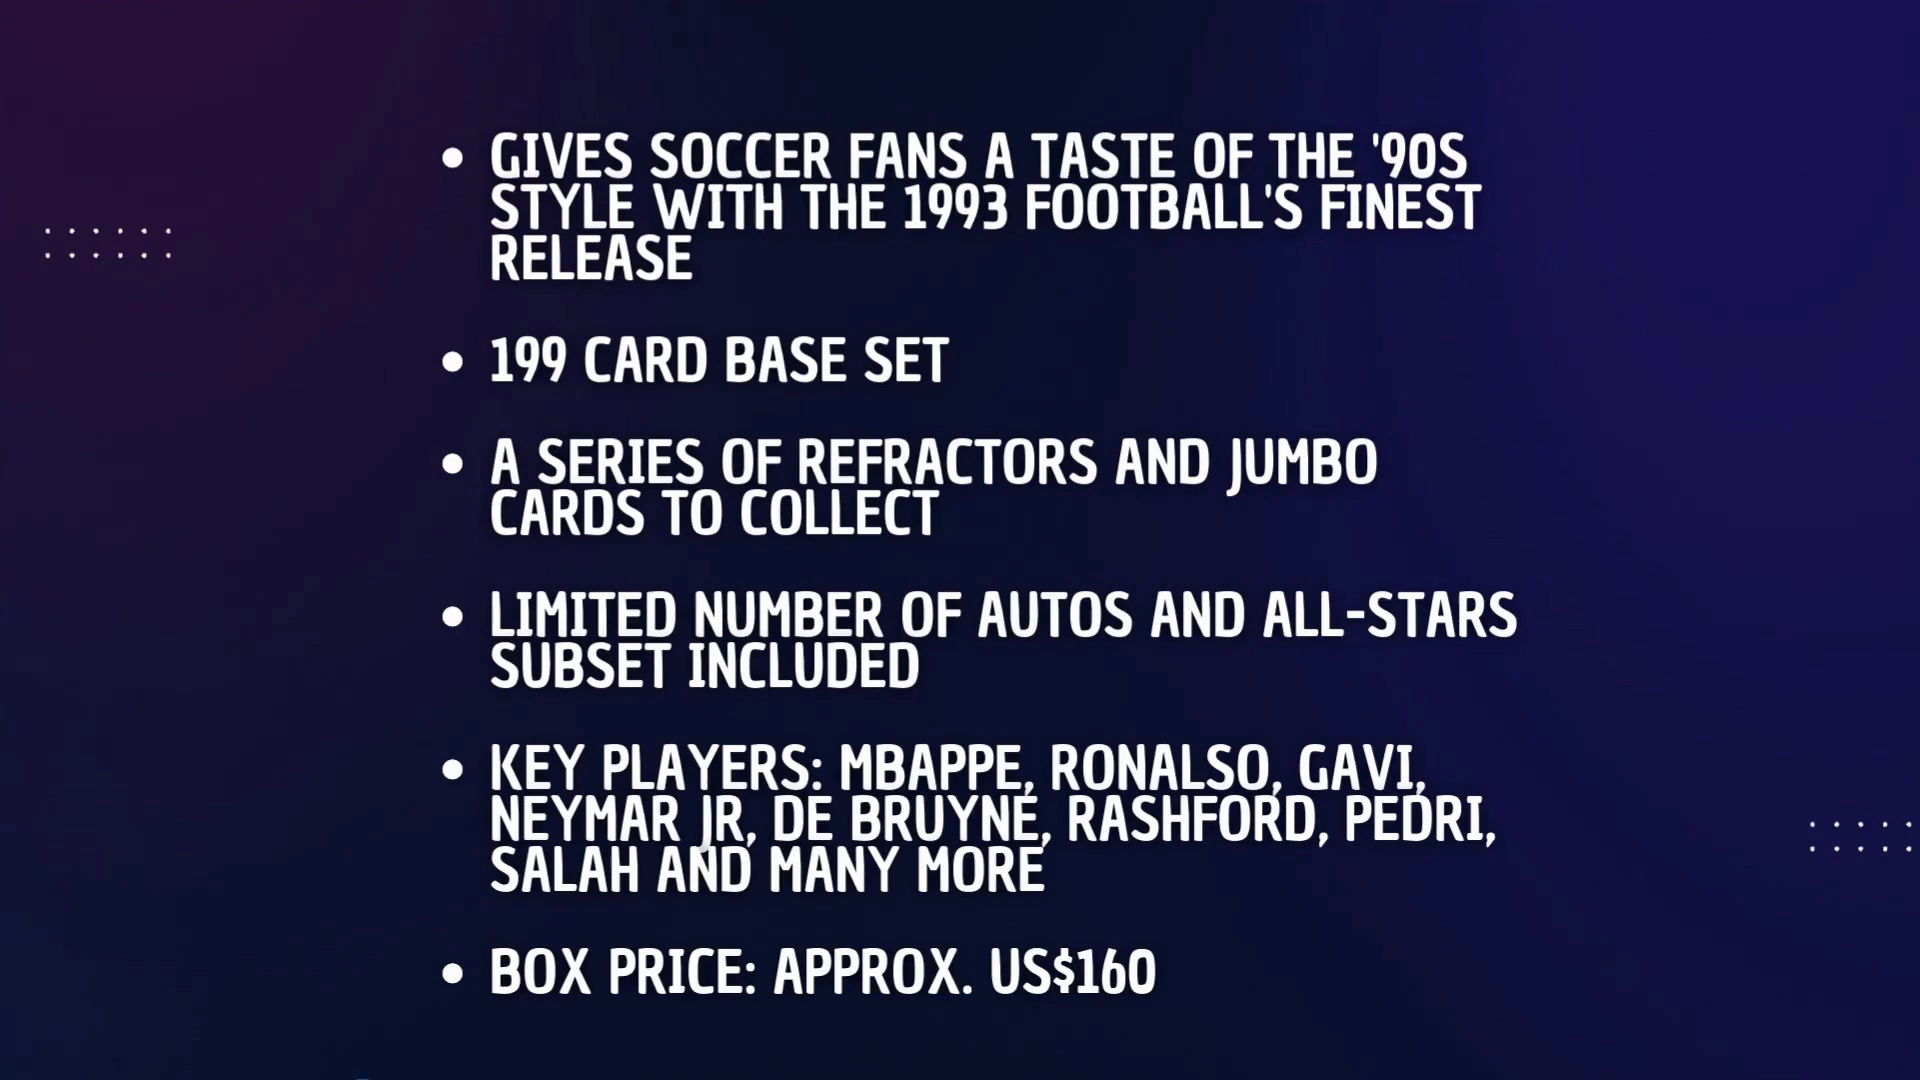 • GIVES SOCCER FANS A TASTE OF THE '90S
STYLE WITH THE 1993 FOOTBALL'S FINEST
RELEASE
• 199 CARD BASE SET
• A SERIES OF REFRACTORS AND JUMBO
CARDS TO COLLECT
• LIMITED NUMBER OF AUTOS AND ALL-STARS
SUBSET INCLUDED
• KEY PLAYERS: MBAPPE, RONALSO, GAVI,
NEYMAR JR, DE BRUYNE, RASHFORD, PEDRI,
SALAH AND MANY MORE
• BOX PRICE: APPROX. US$160